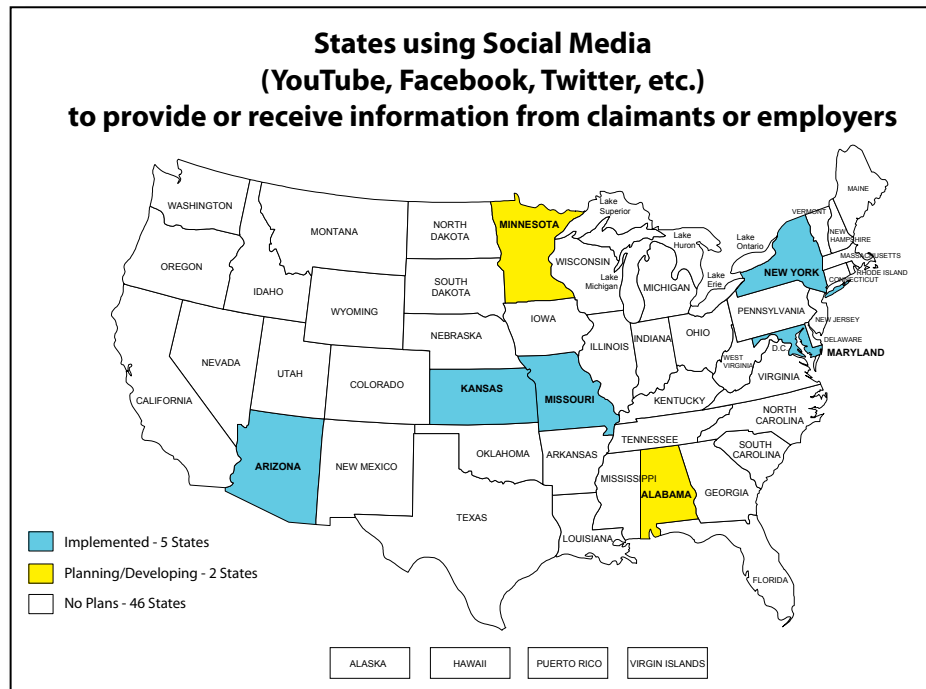 States using Social Media
(YouTube, Facebook, Twitter, etc.)
to provide or receive information from claimants or employers
WASHINGTON
OREGON
CALIFORNIA
NEVADA
IDAHO
MONTANA
WYOMING
UTAH
COLORADO
ARIZONA
NEW MEXICO
NORTH
DAKOTA
SOUTH
DAKOTA
NEBRASKA
KANSAS
OKLAHOMA
TEXAS
MINNESOTA
IOWA
MISSOURI
ARKANSAS
LOUISIANA
WISCONSIN
Lake
Superior
Lake
Michigan
Lake
Huron
Lake
Erie
Lake
Ontario
MICHIGAN
ILLINOIS
INDIANA
OHIO
KENTUCKY
TENNESSEE
MISSISSIPPI
ALABAMA
GEORGIA
FLORIDA
SOUTH
CAROLINA
NORTH
CAROLINA
VIRGINIA
WEST
VIRGINIA
D.C.
MARYLAND
DELAWARE
NEW JERSEY
PENNSYLVANIA
NEW YORK
CONNECTICUT
RHODE ISLAND
MASSACHUSETTS
NEW
HAMPSHIRE
VERMONT
MAINE
Implemented - 5 States
Planning/Developing - 2 States
No Plans - 46 States
ALASKA
HAWAII
PUERTO RICO
VIRGIN ISLANDS